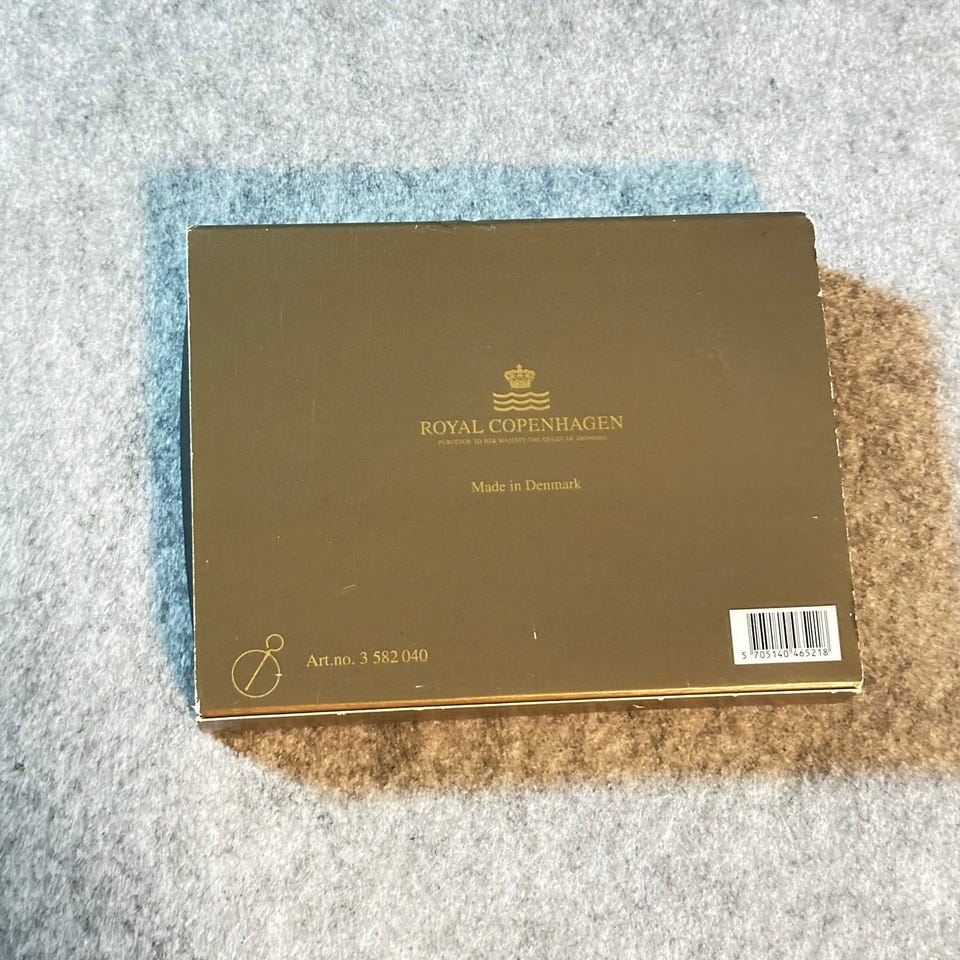 ROYAL COPENHAGEN
PURVEYOR TO HER MAJESTY THE QUEEN OF DENMARK
Made in Denmark
Art.no. 3 582 040
5 705140 465218